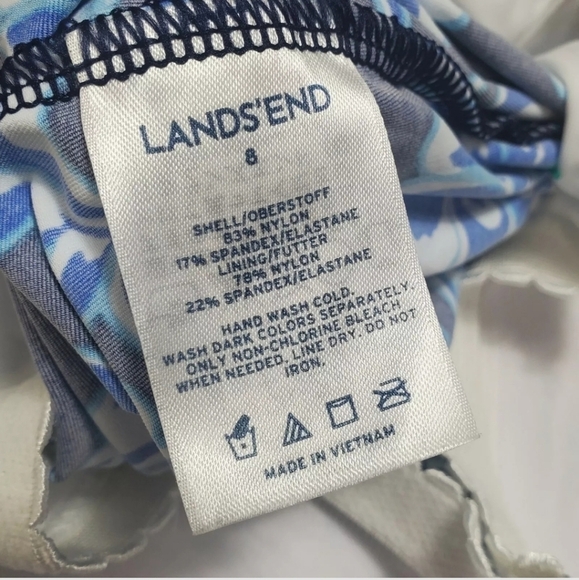 LANDS'END
8
SHELL/OBERSTOFF
83% NYLON
17% SPANDEX/ELASTANE
LINING/FUTTER
78% NYLON
22% SPANDEX/ELASTANE
HAND WASH COLD.
WASH DARK COLORS SEPARATELY.
ONLY NON-CHLORINE BLEACH
WHEN NEEDED. LINE DRY. DO NOT
IRON.
MADE IN VIETNAM